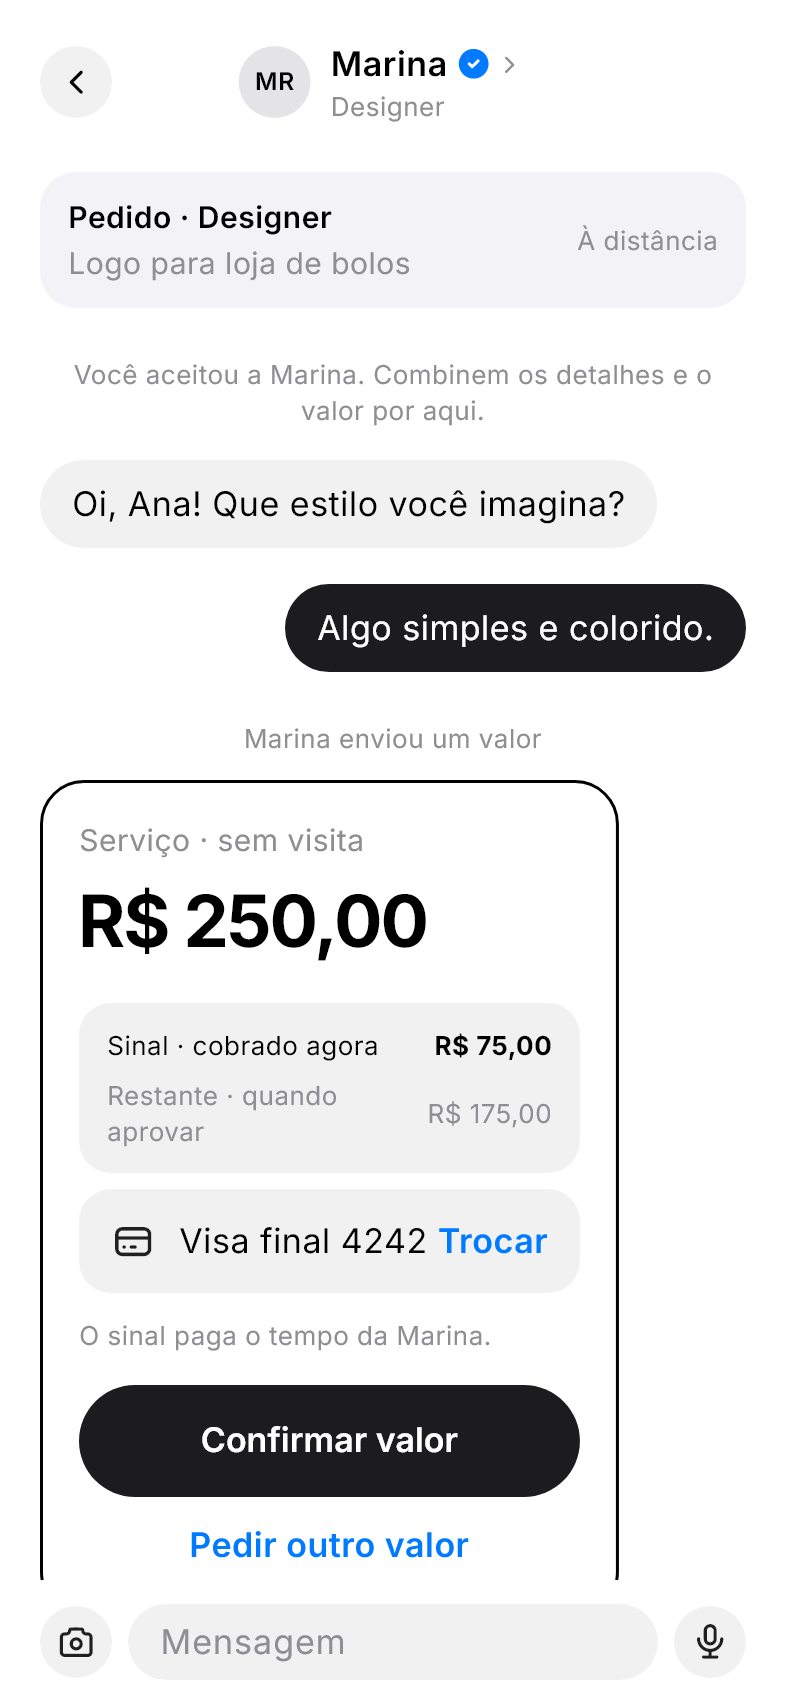 MR
Marina
Designer
Pedido · Designer
Logo para loja de bolos
À distância
Você aceitou a Marina. Combinem os detalhes e o
valor por aqui.
Oi, Ana! Que estilo você imagina?
Algo simples e colorido.
Marina enviou um valor
Serviço · sem visita
R$ 250,00
Sinal · cobrado agora R$ 75,00
Restante · quando
aprovar
R$ 175,00
Visa final 4242 Trocar
O sinal paga o tempo da Marina.
Confirmar valor
Pedir outro valor
Mensagem